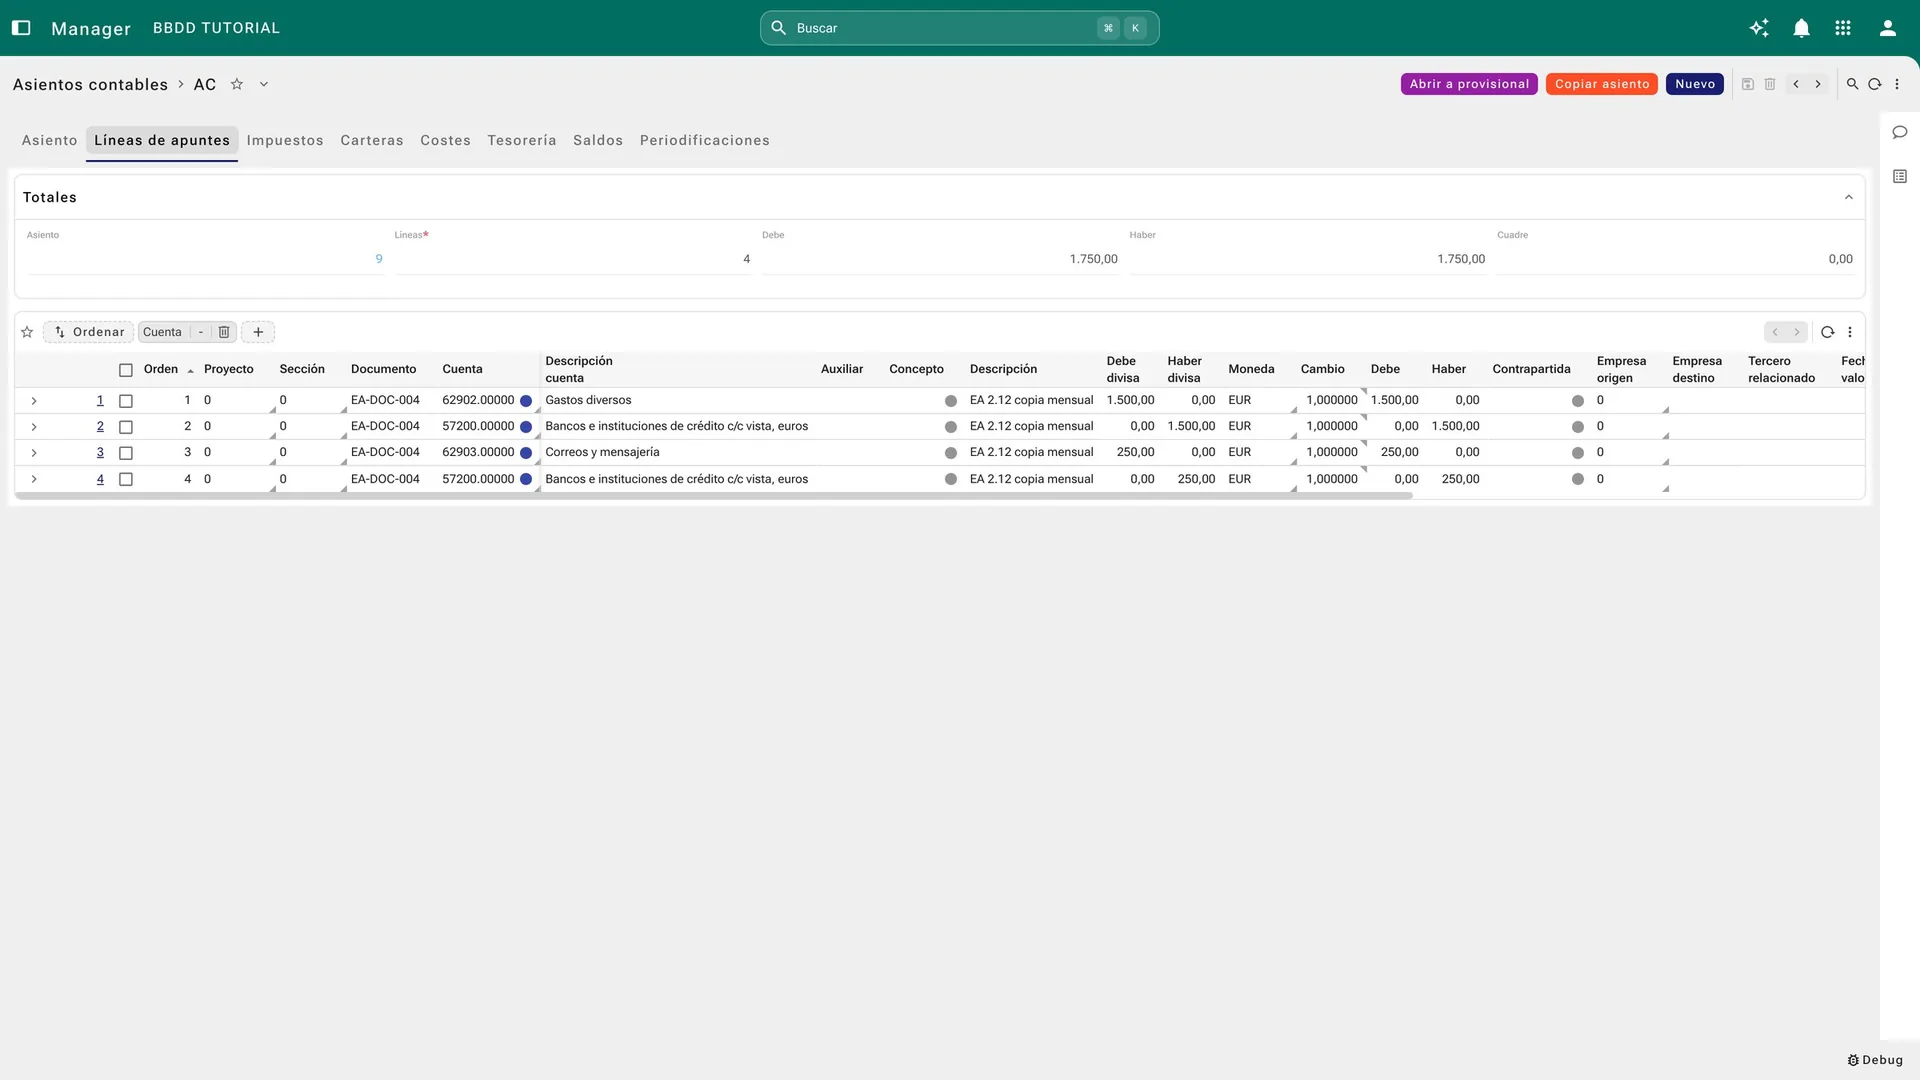 Manager BBDD TUTORIAL Buscar ⌘ K
Asientos contables > AC Abrir a provisional Copiar asiento Nuevo
Asiento Líneas de apuntes Impuestos Carteras Costes Tesorería Saldos Periodificaciones
Totales
Asiento Líneas* Debe Haber Cuadre
9 4 1.750,00 1.750,00 0,00
Ordenar Cuenta - +
Orden Proyecto Sección Documento Cuenta Descripción cuenta Auxiliar Concepto Descripción Debe divisa Haber divisa Moneda Cambio Debe Haber Contrapartida Empresa origen Empresa destino Tercero relacionado Fech valo
1 1 0 0 EA-DOC-004 62902.00000 Gastos diversos EA 2.12 copia mensual 1.500,00 0,00 EUR 1,000000 1.500,00 0,00 0
2 2 0 0 EA-DOC-004 57200.00000 Bancos e instituciones de crédito c/c vista, euros EA 2.12 copia mensual 0,00 1.500,00 EUR 1,000000 0,00 1.500,00 0
3 3 0 0 EA-DOC-004 62903.00000 Correos y mensajería EA 2.12 copia mensual 250,00 0,00 EUR 1,000000 250,00 0,00 0
4 4 0 0 EA-DOC-004 57200.00000 Bancos e instituciones de crédito c/c vista, euros EA 2.12 copia mensual 0,00 250,00 EUR 1,000000 0,00 250,00 0
Debug